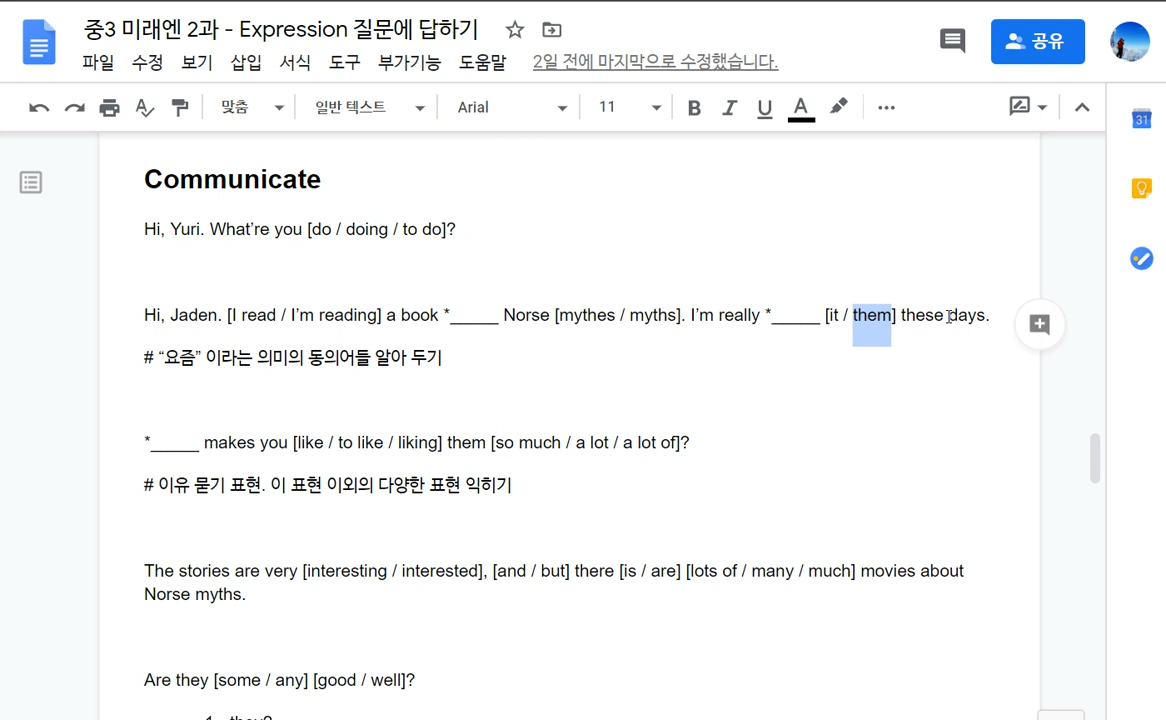 중3 미래엔 2과 - Expression 질문에 답하기
파일 수정 보기 삽입 서식 도구 부가기능 도움말 2일 전에 마지막으로 수정했습니다.
공유
맞춤 일반 텍스트 Arial 11 B I U A
31
Communicate
Hi, Yuri. What’re you [do / doing / to do]?
Hi, Jaden. [I read / I’m reading] a book *_____ Norse [mythes / myths]. I’m really *_____ [it / them] these days.
# “요즘” 이라는 의미의 동의어들 알아 두기
*_____ makes you [like / to like / liking] them [so much / a lot / a lot of]?
# 이유 묻기 표현. 이 표현 이외의 다양한 표현 익히기
The stories are very [interesting / interested], [and / but] there [is / are] [lots of / many / much] movies about
Norse myths.
Are they [some / any] [good / well]?